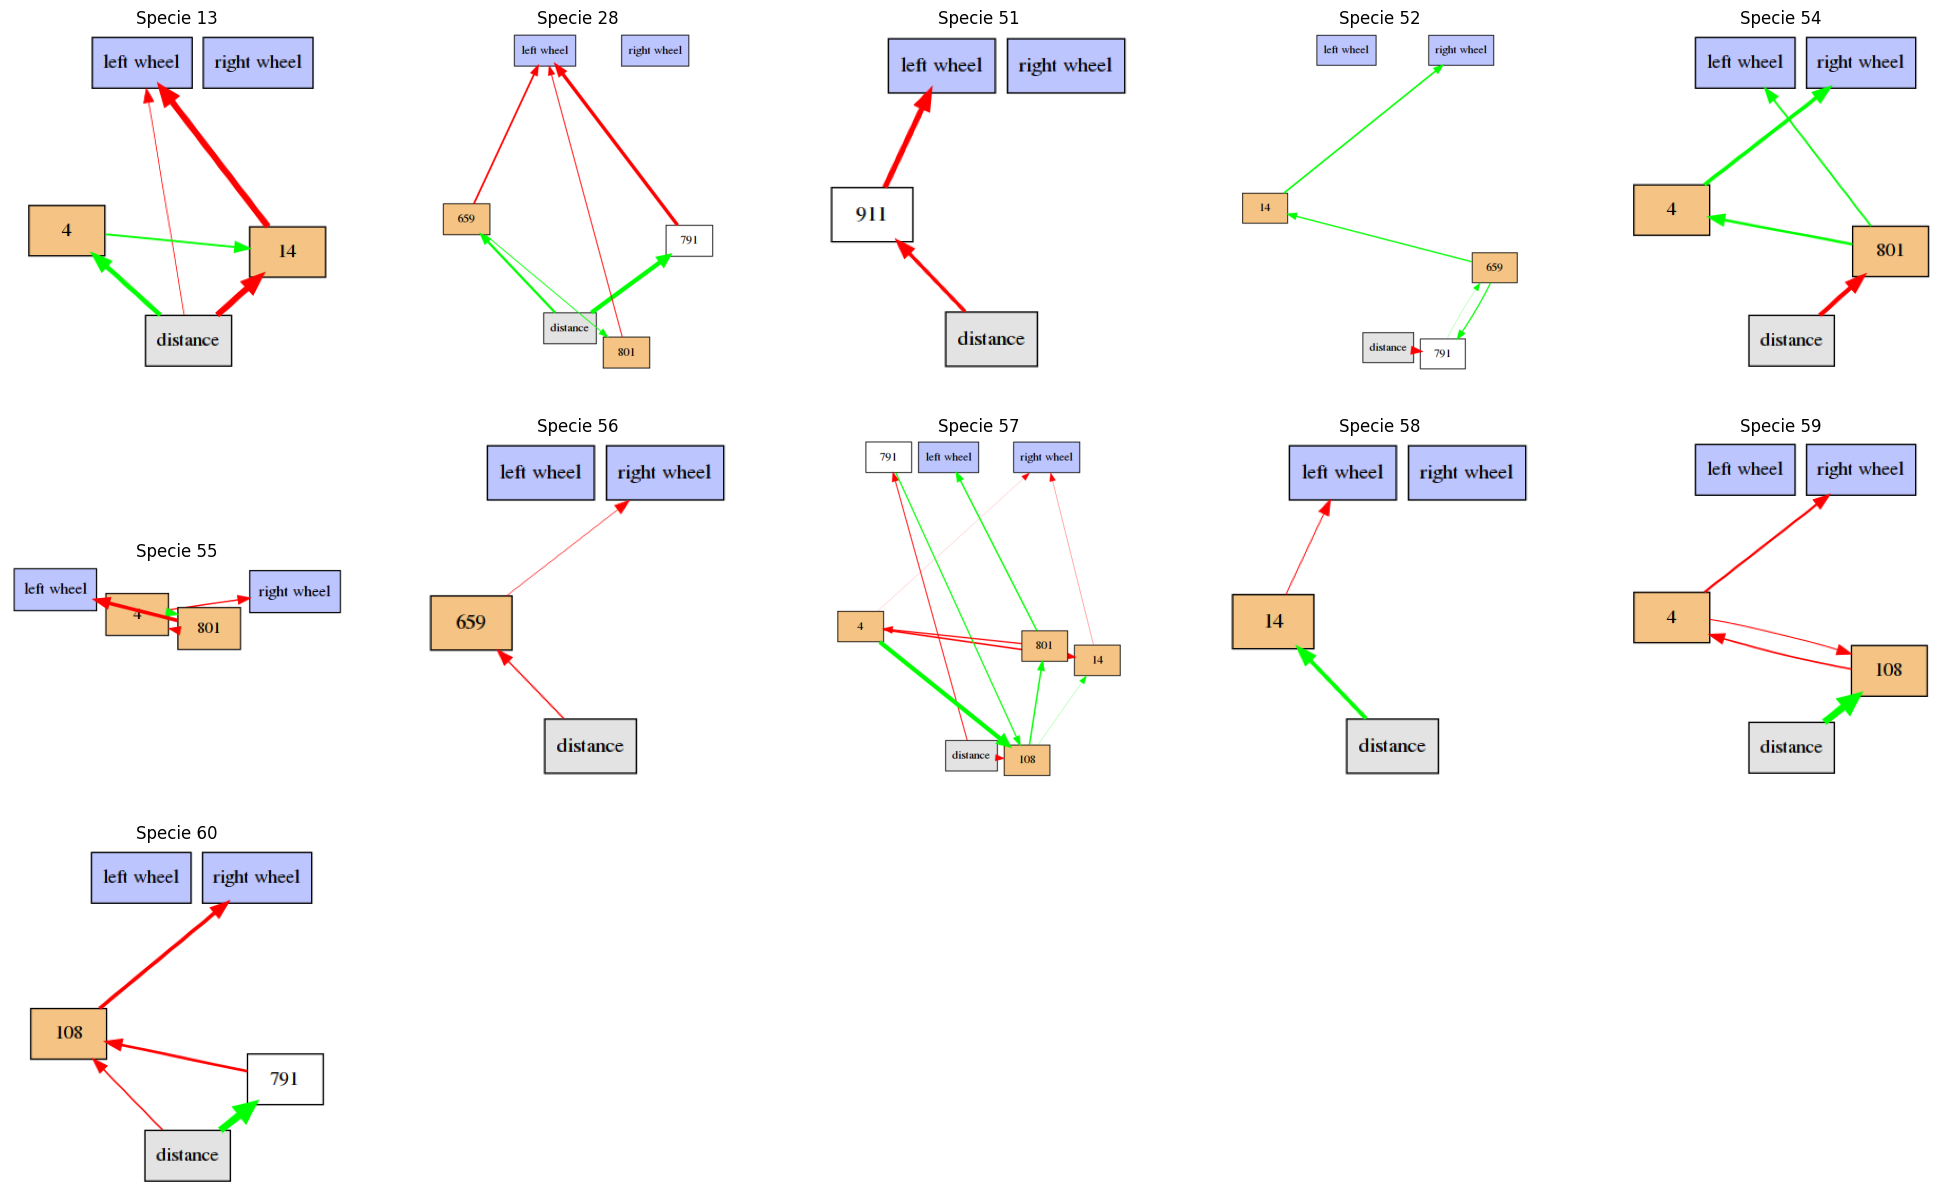 Specie 13
left wheel
right wheel
4
14
distance
Specie 28
left wheel
right wheel
659
791
distance
801
Specie 51
left wheel
right wheel
911
distance
Specie 52
left wheel
right wheel
14
659
distance
791
Specie 54
left wheel
right wheel
4
801
distance
Specie 55
left wheel
4
801
right wheel
Specie 56
left wheel
right wheel
659
distance
Specie 57
791
left wheel
right wheel
4
801
14
distance
108
Specie 58
left wheel
right wheel
14
distance
Specie 59
left wheel
right wheel
4
108
distance
Specie 60
left wheel
right wheel
108
791
distance